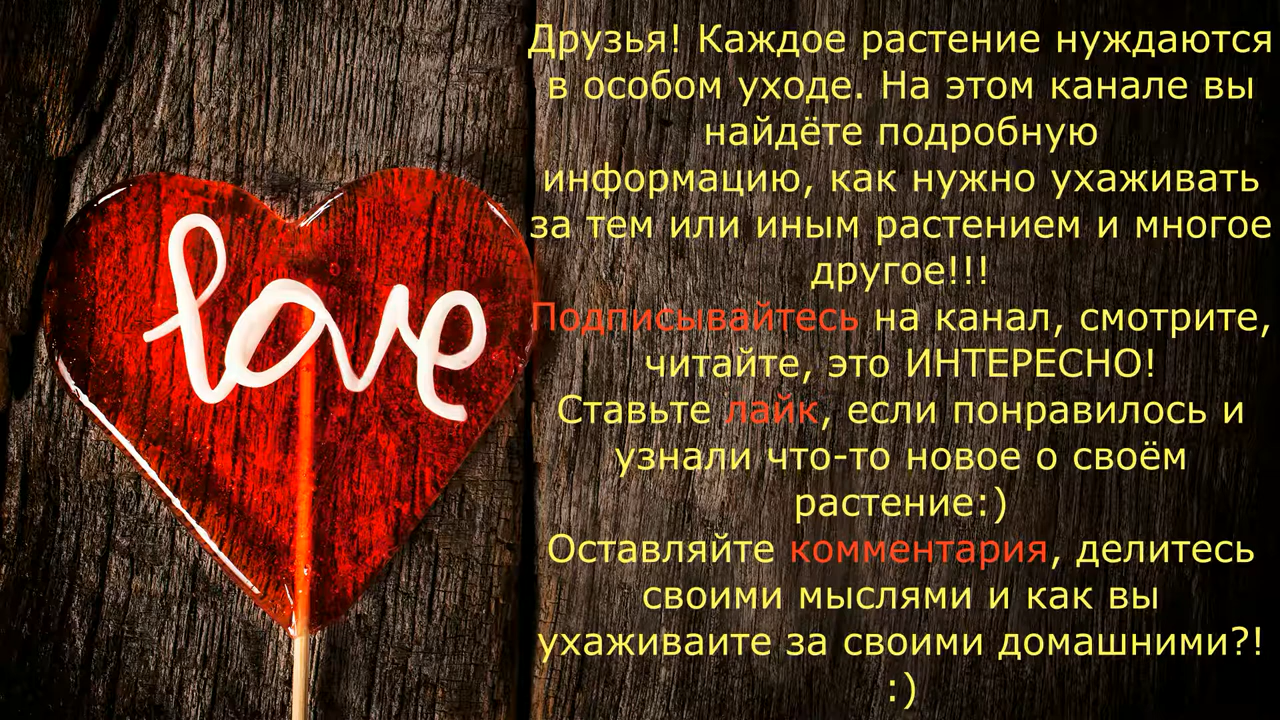 love
Друзья! Каждое растение нуждаются
в особом уходе. На этом канале вы
найдёте подробную
информацию, как нужно ухаживать
за тем или иным растением и многое
другое!!!
Подписывайтесь на канал, смотрите,
читайте, это ИНТЕРЕСНО!
Ставьте лайк, если понравилось и
узнали что-то новое о своём
растение:)
Оставляйте комментария, делитесь
своими мыслями и как вы
ухаживаите за своими домашними?!
:)